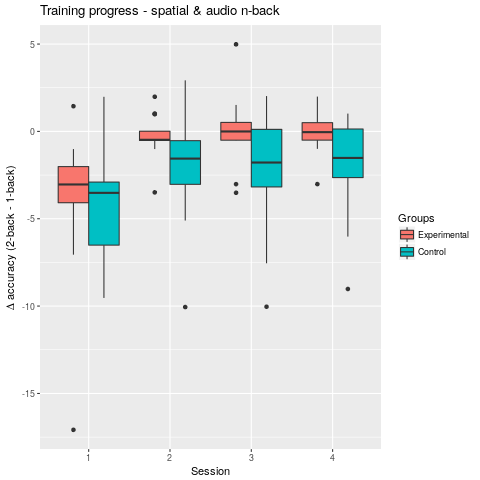 Training progress - spatial & audio n-back
Δ accuracy (2-back - 1-back)
5
0
-5
-10
-15
1 2 3 4
Session
Groups
Experimental
Control